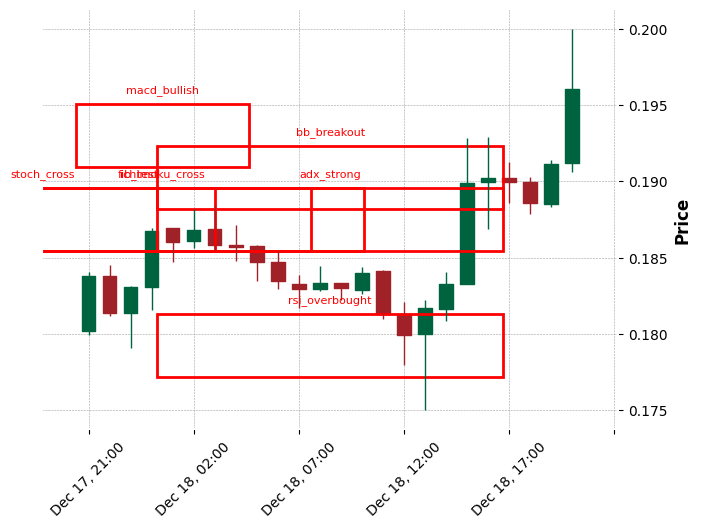 macd_bullish
bb_breakout
stoch_cross
ichimoku_cross
adx_strong
rsi_overbought
0.200
0.195
0.190
0.185
0.180
0.175
Price
Dec 17, 21:00
Dec 18, 02:00
Dec 18, 07:00
Dec 18, 12:00
Dec 18, 17:00